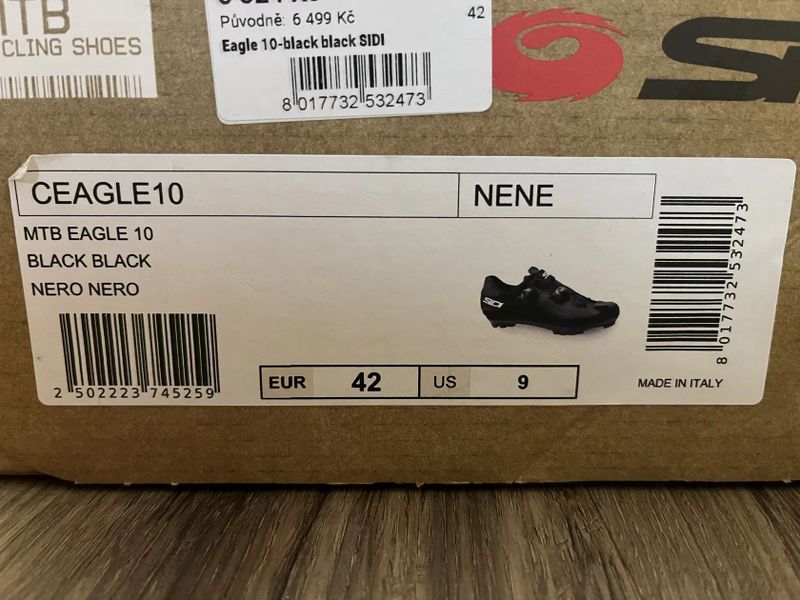 MTB
CLING SHOES
Původně: 6 499 Kč
42
Eagle 10-black black SIDI
8 017732 532473
CEAGLE10
NENE
MTB EAGLE 10
BLACK BLACK
NERO NERO
SIDI
8 017732 532473
2 502223 745259
EUR 42 US 9
MADE IN ITALY